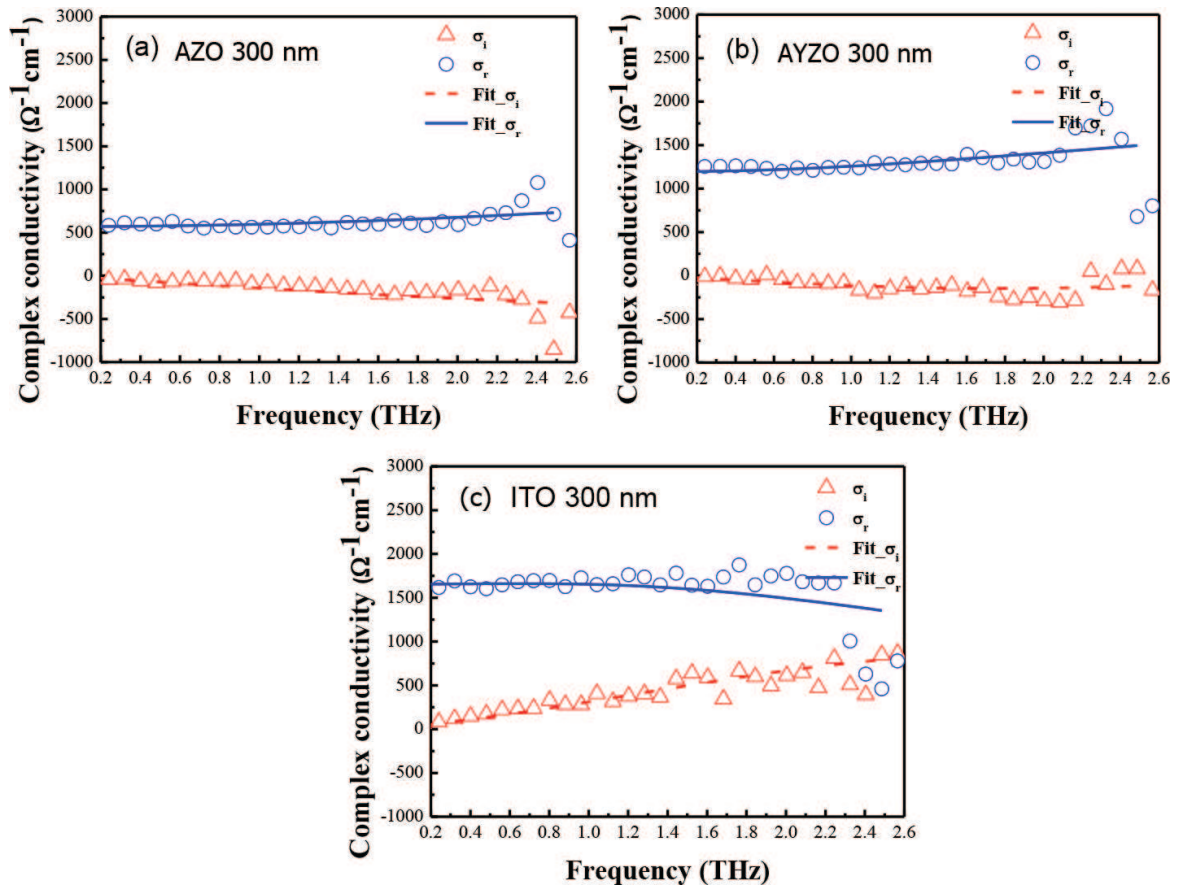 (a) AZO 300 nm
σi
σr
Fit_σi
Fit_σr
3000
2500
2000
1500
1000
500
0
-500
-1000
0.2 0.4 0.6 0.8 1.0 1.2 1.4 1.6 1.8 2.0 2.2 2.4 2.6
Complex conductivity (Ω⁻¹cm⁻¹)
Frequency (THz)
(b) AYZO 300 nm
σi
σr
Fit_σi
Fit_σr
3000
2500
2000
1500
1000
500
0
-500
-1000
0.2 0.4 0.6 0.8 1.0 1.2 1.4 1.6 1.8 2.0 2.2 2.4 2.6
Complex conductivity (Ω⁻¹cm⁻¹)
Frequency (THz)
(c) ITO 300 nm
σi
σr
Fit_σi
Fit_σr
3000
2500
2000
1500
1000
500
0
-500
-1000
0.2 0.4 0.6 0.8 1.0 1.2 1.4 1.6 1.8 2.0 2.2 2.4 2.6
Complex conductivity (Ω⁻¹cm⁻¹)
Frequency (THz)